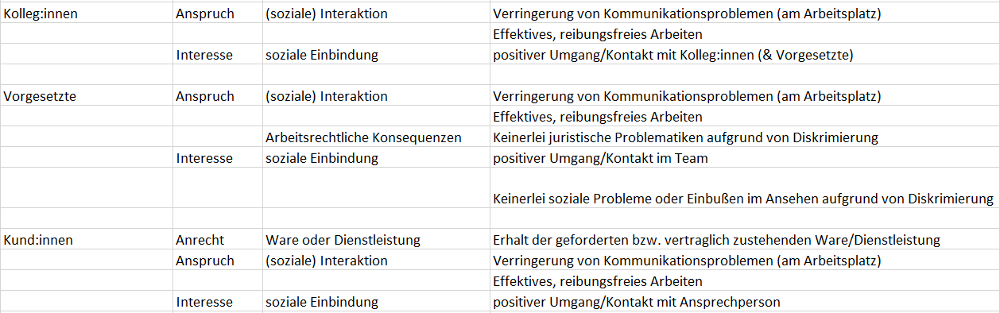 Kolleg:innen Anspruch (soziale) Interaktion Verringerung von Kommunikationsproblemen (am Arbeitsplatz)
Effektives, reibungsfreies Arbeiten
Interesse soziale Einbindung positiver Umgang/Kontakt mit Kolleg:innen (& Vorgesetzte)
Vorgesetzte Anspruch (soziale) Interaktion Verringerung von Kommunikationsproblemen (am Arbeitsplatz)
Effektives, reibungsfreies Arbeiten
Arbeitsrechtliche Konsequenzen Keinerlei juristische Problematiken aufgrund von Diskrimierung
Interesse soziale Einbindung positiver Umgang/Kontakt im Team
Keinerlei soziale Probleme oder Einbußen im Ansehen aufgrund von Diskrimierung
Kund:innen Anrecht Ware oder Dienstleistung Erhalt der geforderten bzw. vertraglich zustehenden Ware/Dienstleistung
Anspruch (soziale) Interaktion Verringerung von Kommunikationsproblemen (am Arbeitsplatz)
Effektives, reibungsfreies Arbeiten
Interesse soziale Einbindung positiver Umgang/Kontakt mit Ansprechperson